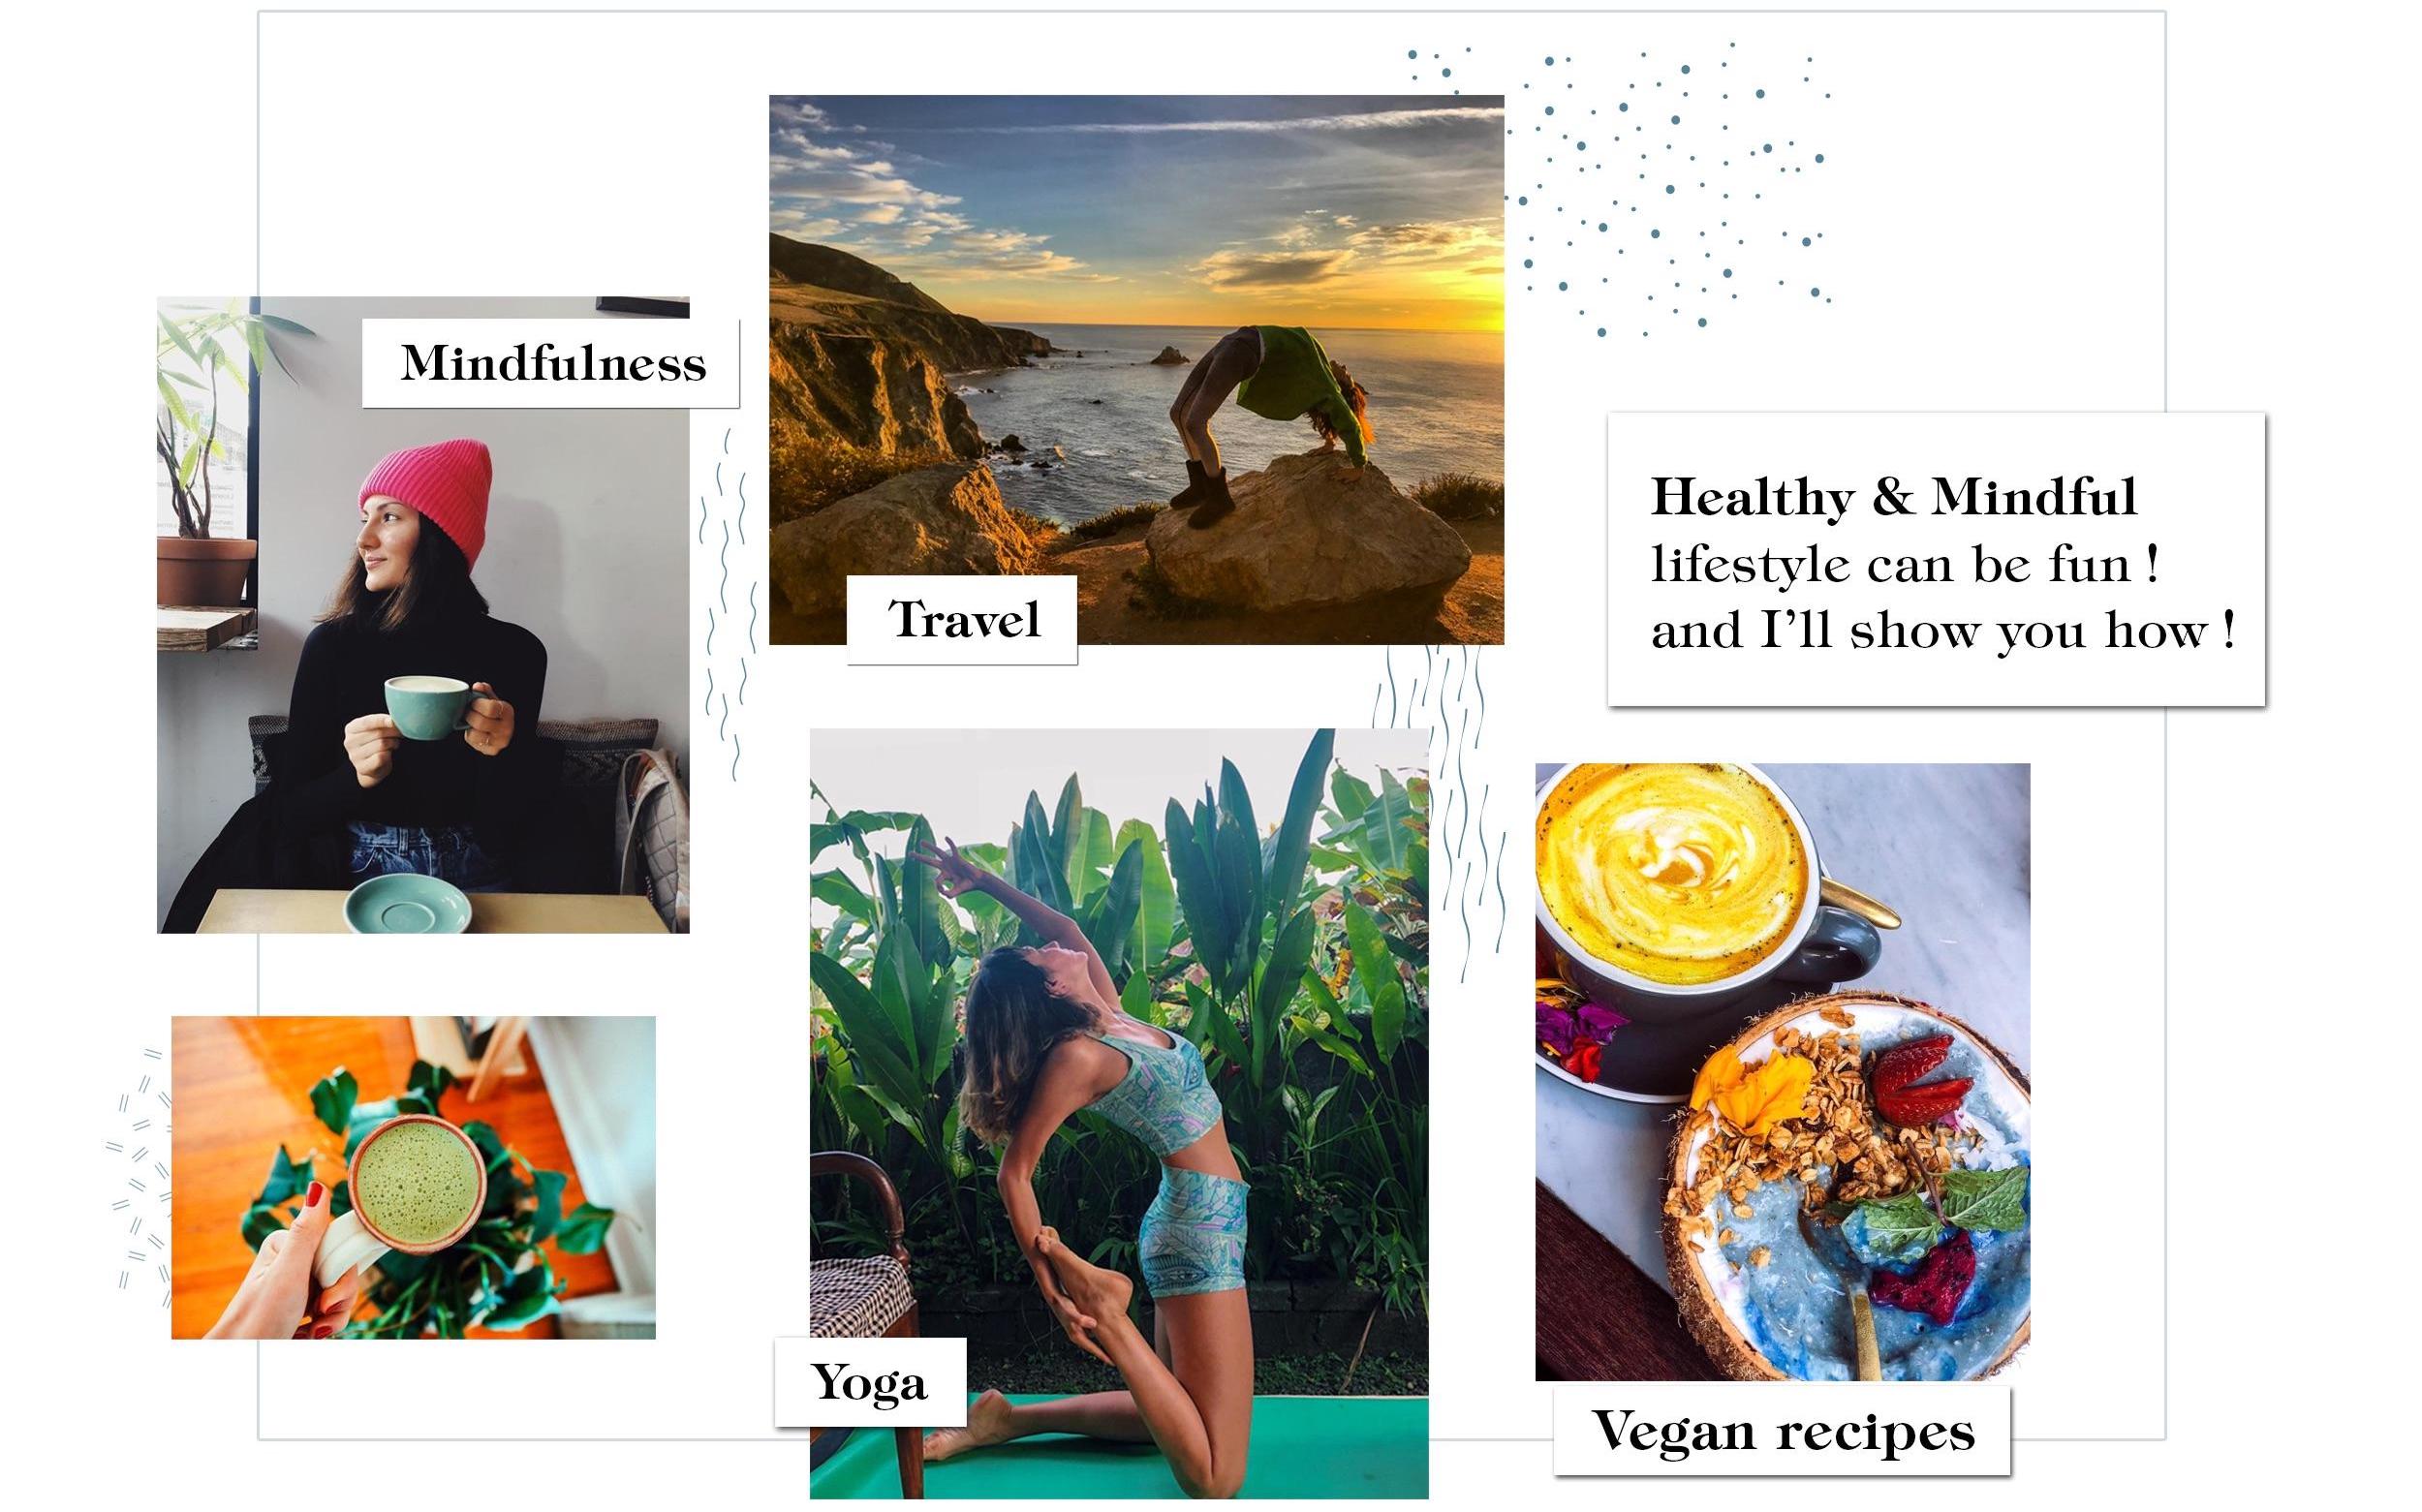 Mindfulness
Travel
Healthy & Mindful
lifestyle can be fun !
and I’ll show you how !
Yoga
Vegan recipes